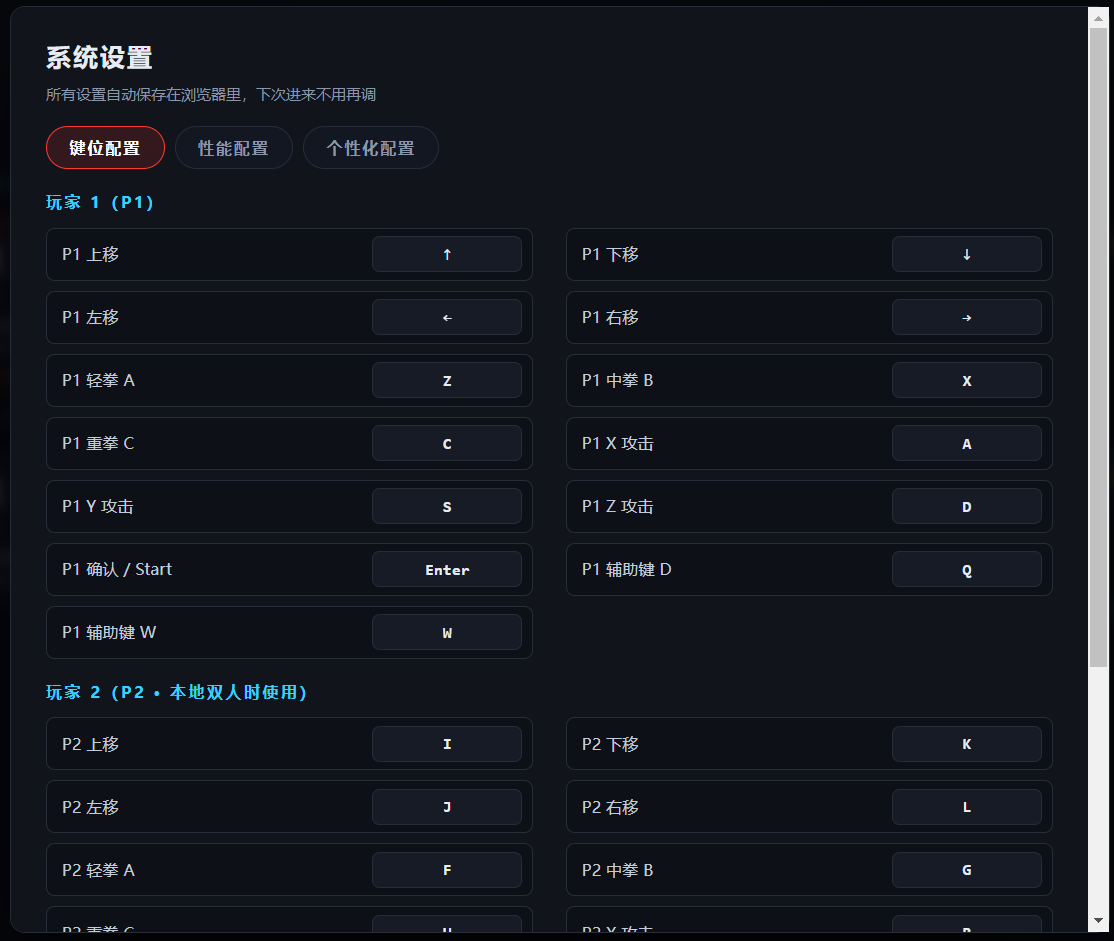 系统设置
所有设置自动保存在浏览器里，下次进来不用再调
键位配置 性能配置 个性化配置
玩家 1 (P1)
P1 上移 ↑ P1 下移 ↓
P1 左移 ← P1 右移 →
P1 轻拳 A Z P1 中拳 B X
P1 重拳 C C P1 X 攻击 A
P1 Y 攻击 S P1 Z 攻击 D
P1 确认 / Start Enter P1 辅助键 D Q
P1 辅助键 W W
玩家 2 (P2 • 本地双人时使用)
P2 上移 I P2 下移 K
P2 左移 J P2 右移 L
P2 轻拳 A F P2 中拳 B G
P2 重拳 C P2 X 攻击